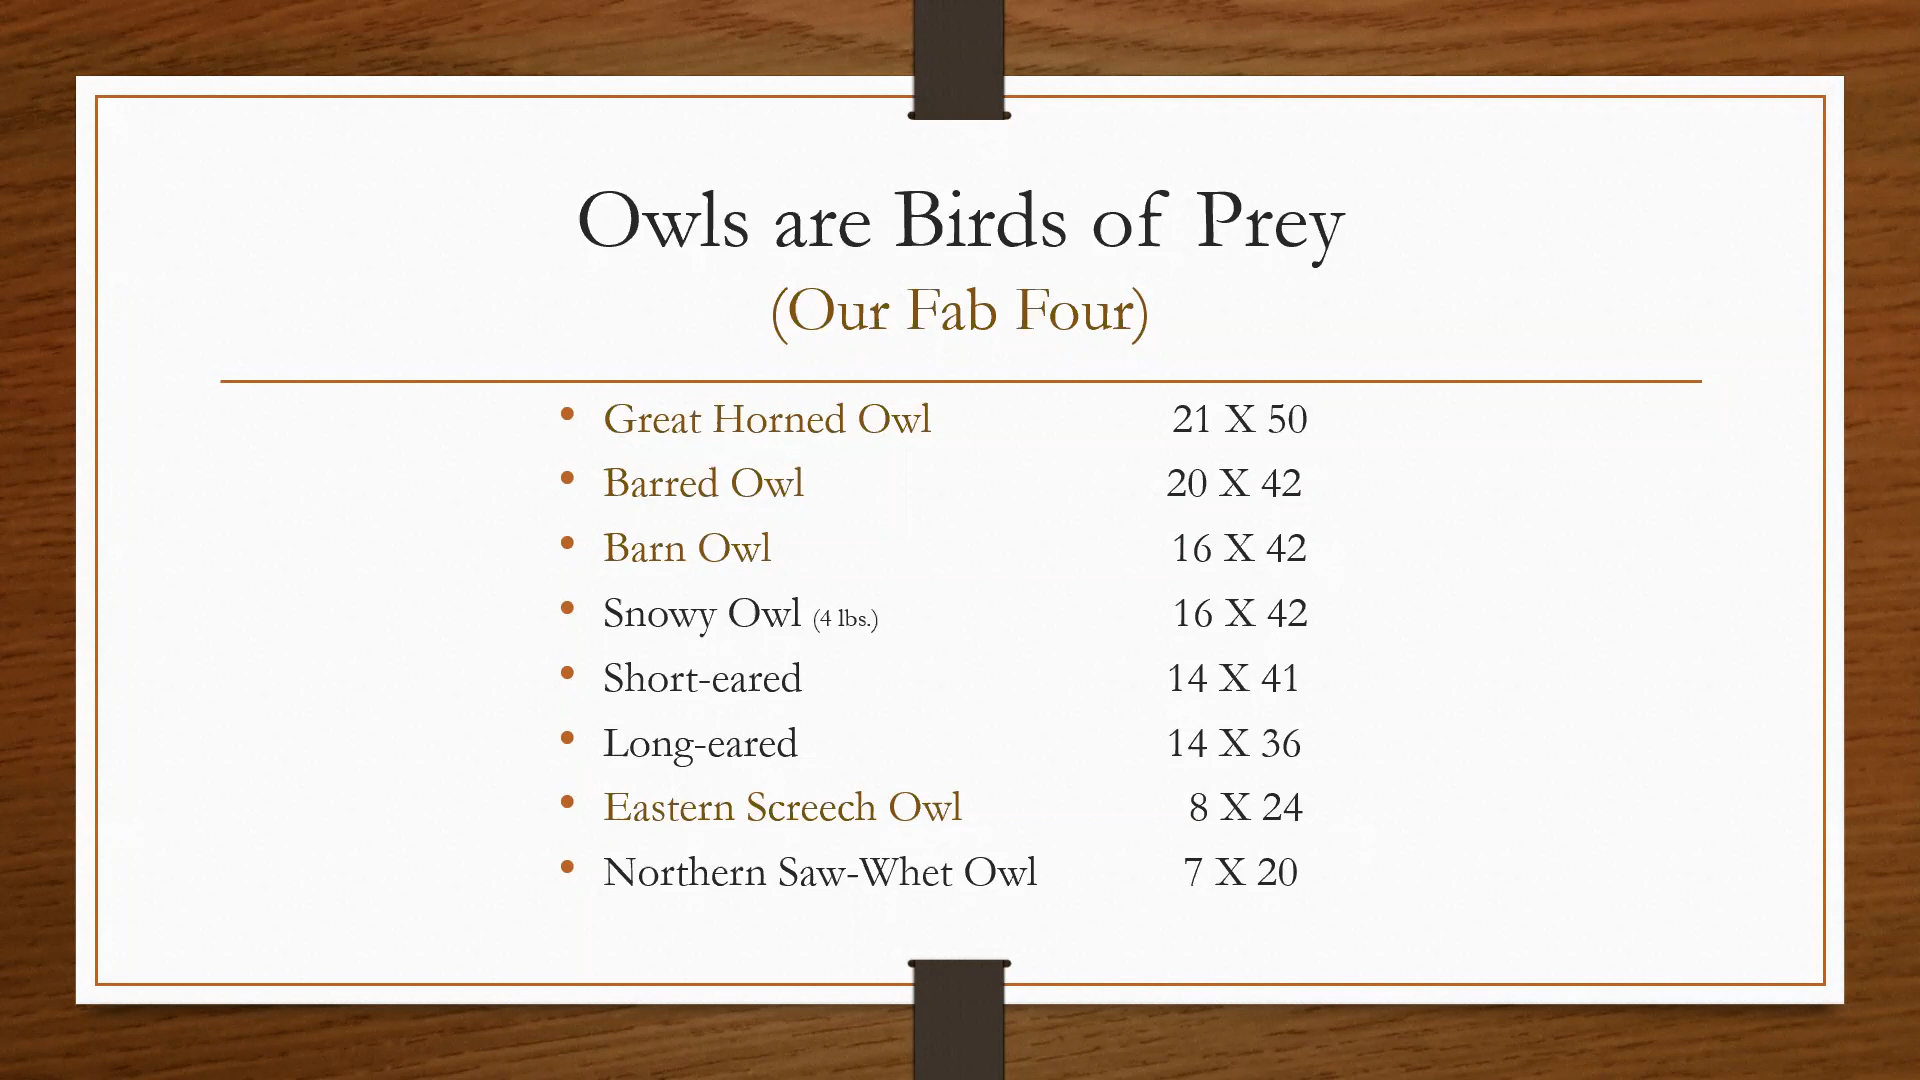 Owls are Birds of Prey
(Our Fab Four)
• Great Horned Owl 21 X 50
• Barred Owl 20 X 42
• Barn Owl 16 X 42
• Snowy Owl (4 lbs.) 16 X 42
• Short-eared 14 X 41
• Long-eared 14 X 36
• Eastern Screech Owl 8 X 24
• Northern Saw-Whet Owl 7 X 20